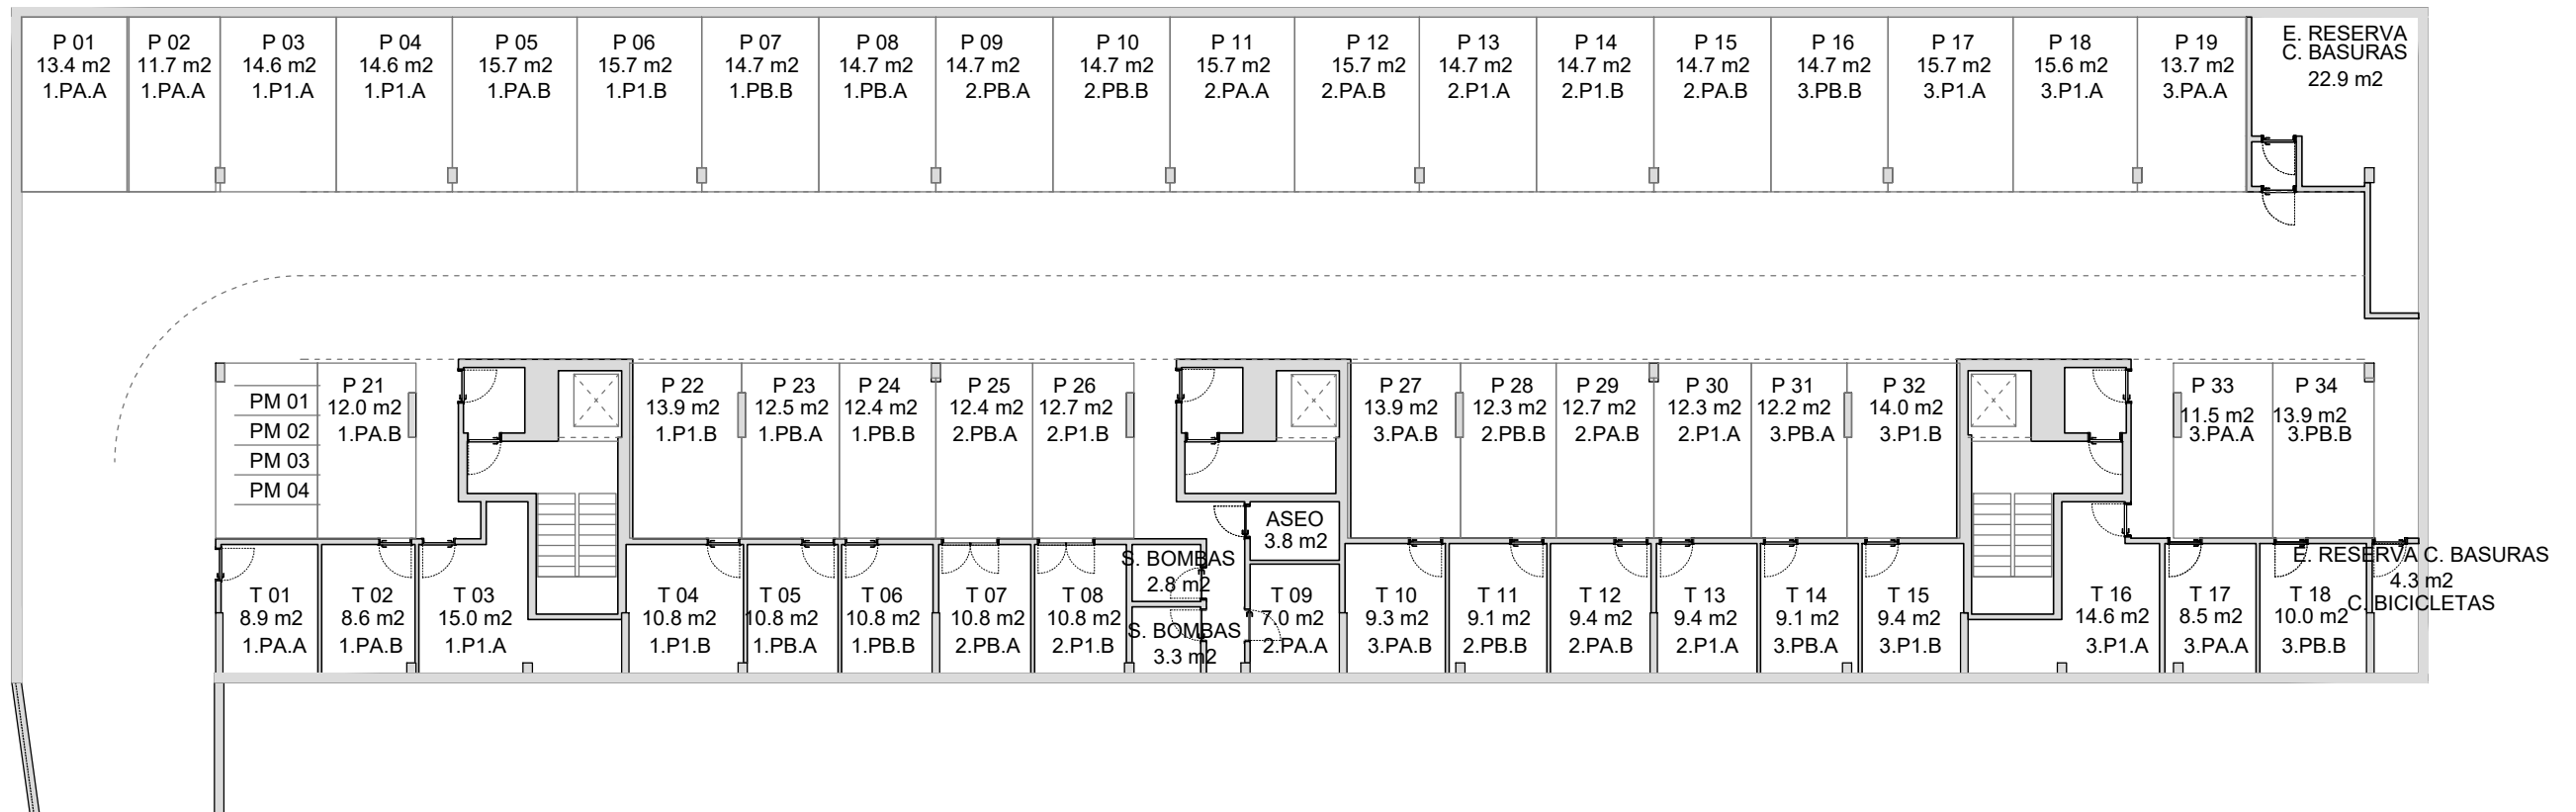 P 01
13.4 m2
1.PA.A
P 02
11.7 m2
1.PA.A
P 03
14.6 m2
1.P1.A
P 04
14.6 m2
1.P1.A
P 05
15.7 m2
1.PA.B
P 06
15.7 m2
1.P1.B
P 07
14.7 m2
1.PB.B
P 08
14.7 m2
1.PB.A
P 09
14.7 m2
2.PB.A
P 10
14.7 m2
2.PB.B
P 11
15.7 m2
2.PA.A
P 12
15.7 m2
2.PA.B
P 13
14.7 m2
2.P1.A
P 14
14.7 m2
2.P1.B
P 15
14.7 m2
2.PA.B
P 16
14.7 m2
3.PB.B
P 17
15.7 m2
3.P1.A
P 18
15.6 m2
3.P1.A
P 19
13.7 m2
3.PA.A
E. RESERVA
C. BASURAS
22.9 m2
PM 01
PM 02
PM 03
PM 04
P 21
12.0 m2
1.PA.B
P 22
13.9 m2
1.P1.B
P 23
12.5 m2
1.PB.A
P 24
12.4 m2
1.PB.B
P 25
12.4 m2
2.PB.A
P 26
12.7 m2
2.P1.B
P 27
13.9 m2
3.PA.B
P 28
12.3 m2
2.PB.B
P 29
12.7 m2
2.PA.B
P 30
12.3 m2
2.P1.A
P 31
12.2 m2
3.PB.A
P 32
14.0 m2
3.P1.B
P 33
11.5 m2
3.PA.A
P 34
13.9 m2
3.PB.B
T 01
8.9 m2
1.PA.A
T 02
8.6 m2
1.PA.B
T 03
15.0 m2
1.P1.A
T 04
10.8 m2
1.P1.B
T 05
10.8 m2
1.PB.A
T 06
10.8 m2
1.PB.B
T 07
10.8 m2
2.PB.A
T 08
10.8 m2
2.P1.B
S. BOMBAS
2.8 m2
S. BOMBAS
3.3 m2
ASEO
3.8 m2
T 09
7.0 m2
2.PA.A
T 10
9.3 m2
3.PA.B
T 11
9.1 m2
2.PB.B
T 12
9.4 m2
2.PA.B
T 13
9.4 m2
2.P1.A
T 14
9.1 m2
3.PB.A
T 15
9.4 m2
3.P1.B
T 16
14.6 m2
3.P1.A
T 17
8.5 m2
3.PA.A
T 18
10.0 m2
3.PB.B
E. RESERVA C. BASURAS
4.3 m2
C. BICICLETAS